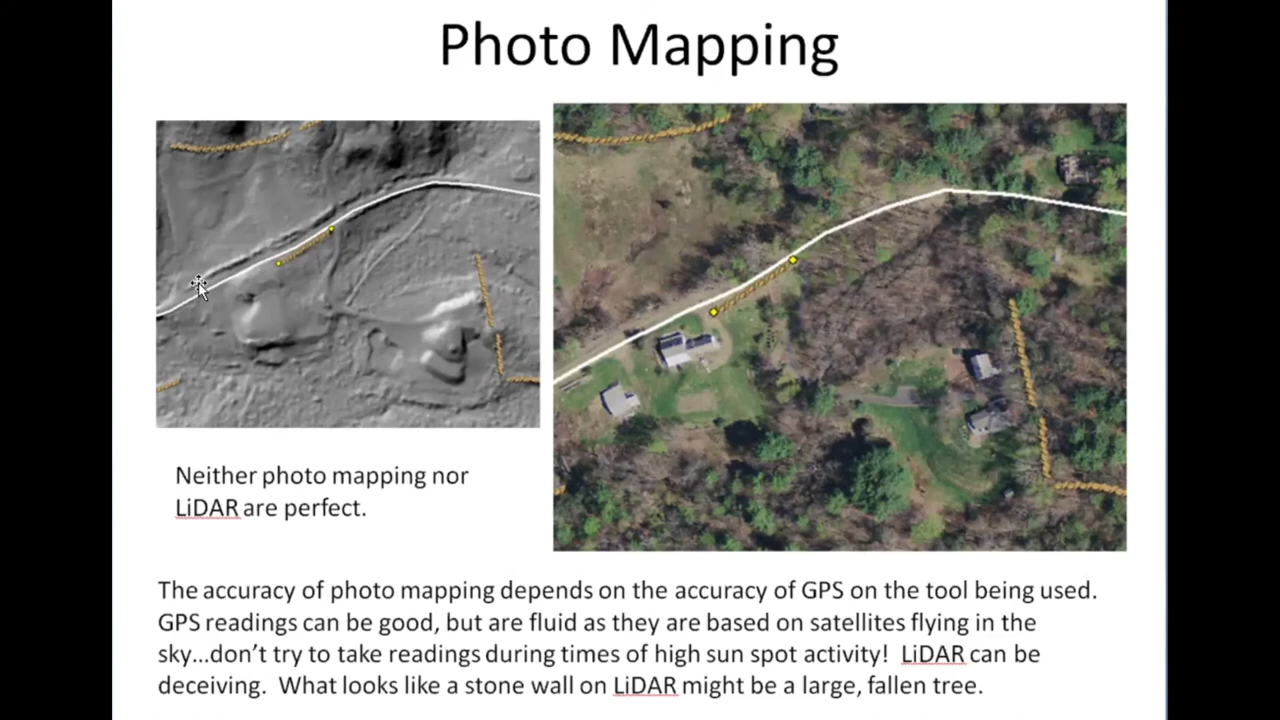 Photo Mapping
Neither photo mapping nor
LiDAR are perfect.
The accuracy of photo mapping depends on the accuracy of GPS on the tool being used.
GPS readings can be good, but are fluid as they are based on satellites flying in the
sky...don’t try to take readings during times of high sun spot activity!  LiDAR can be
deceiving.  What looks like a stone wall on LiDAR might be a large, fallen tree.